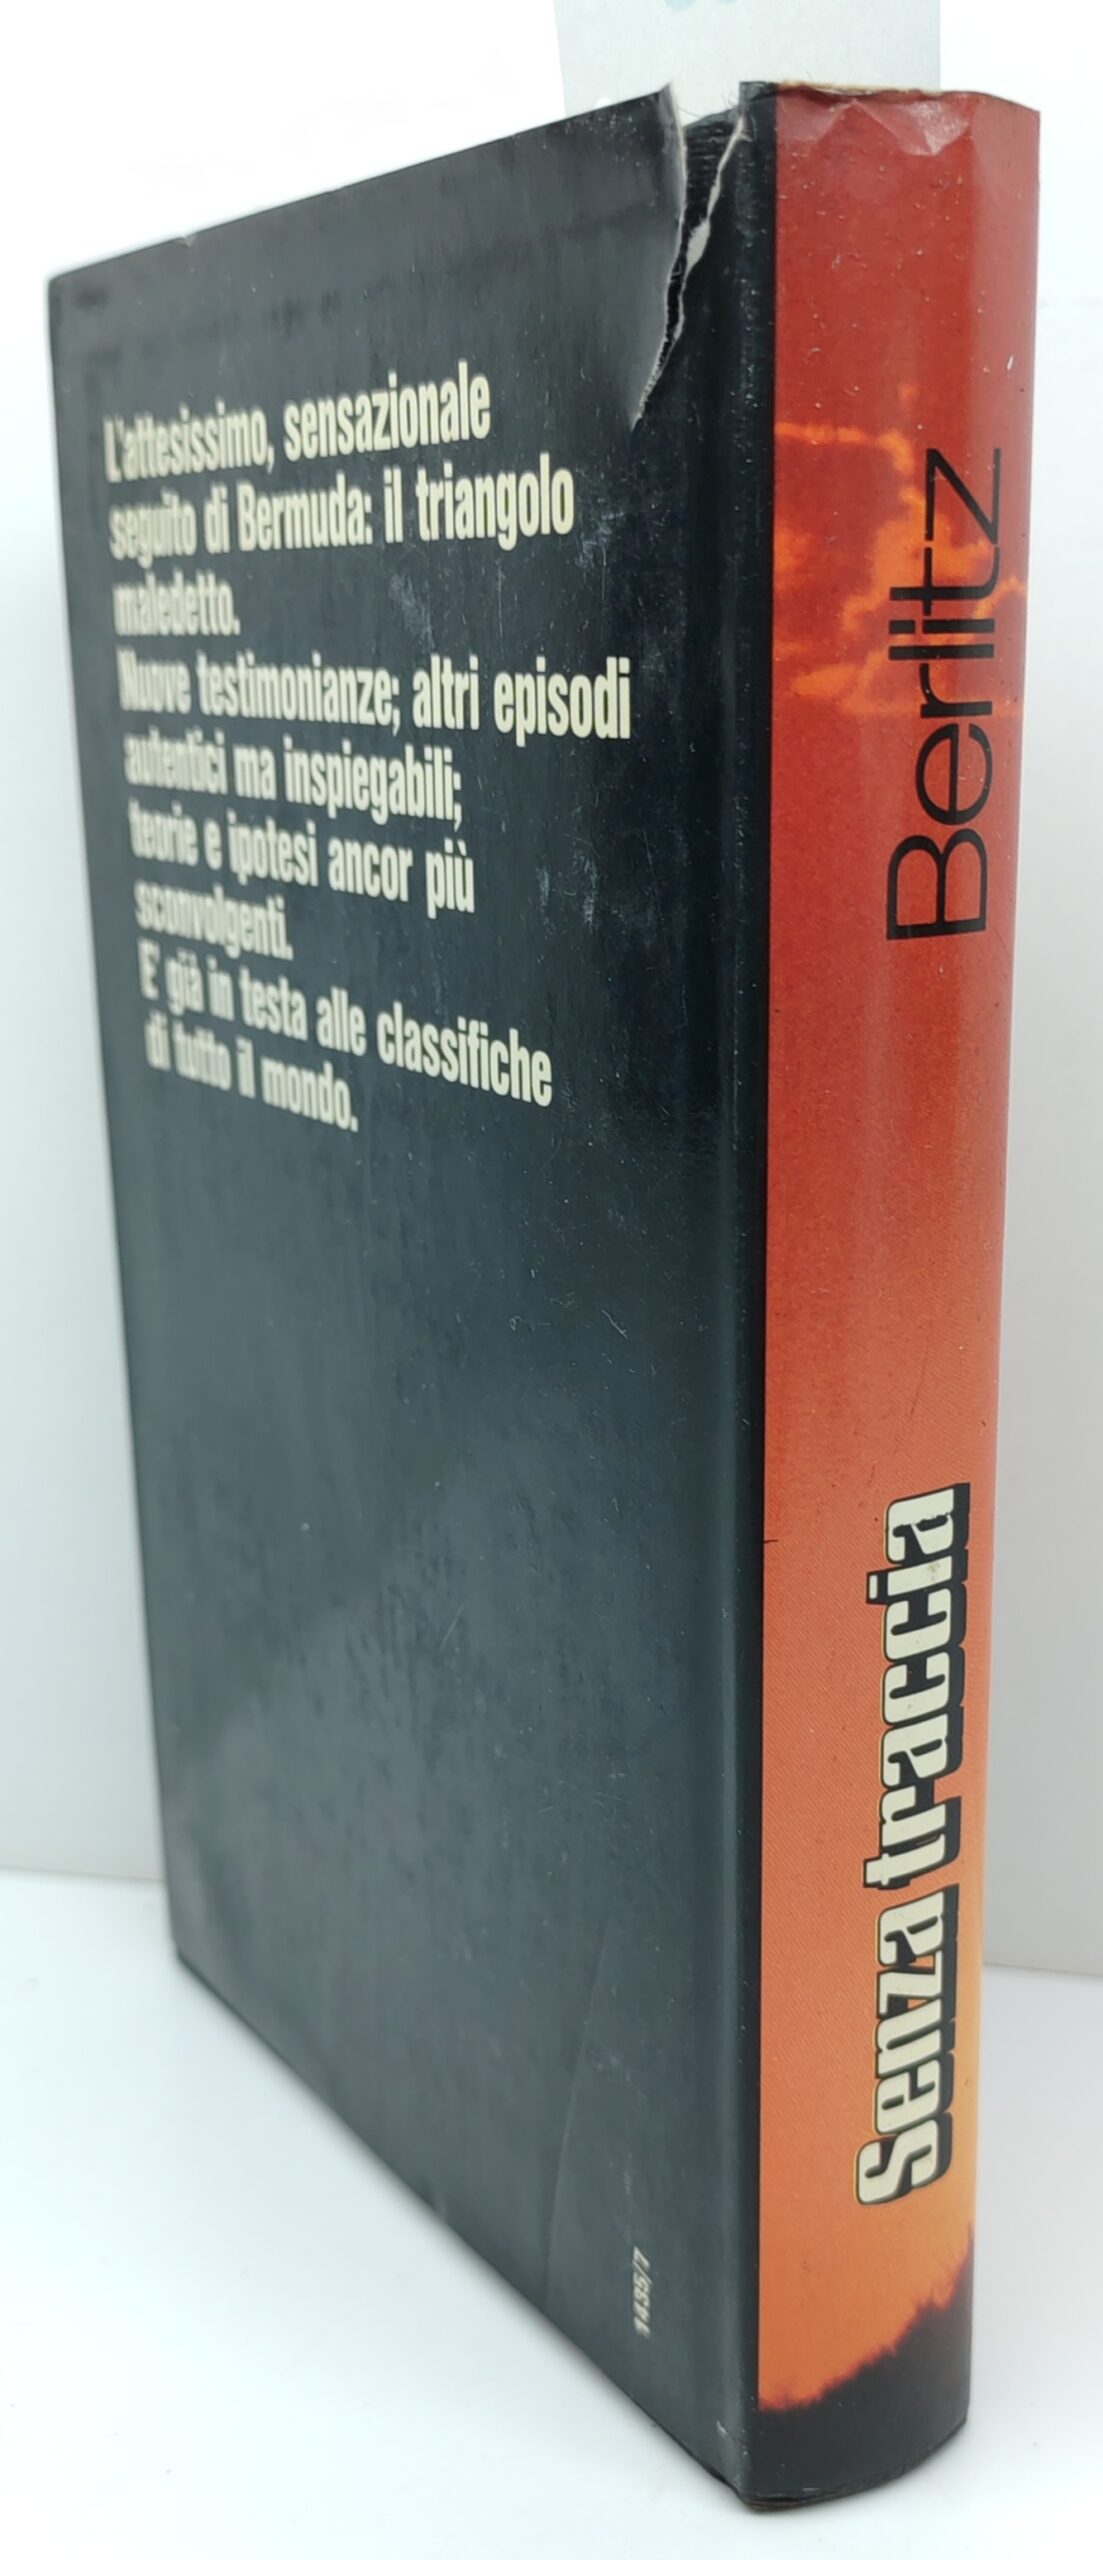 L'attesissimo, sensazionale
seguito di Bermuda: il triangolo
maledetto.
Nuove testimonianze; altri episodi
autentici ma inspiegabili;
teorie e ipotesi ancor più
sconvolgenti.
E' già in testa alle classifiche
di tutto il mondo.
1435/7
Berlitz
Senza traccia